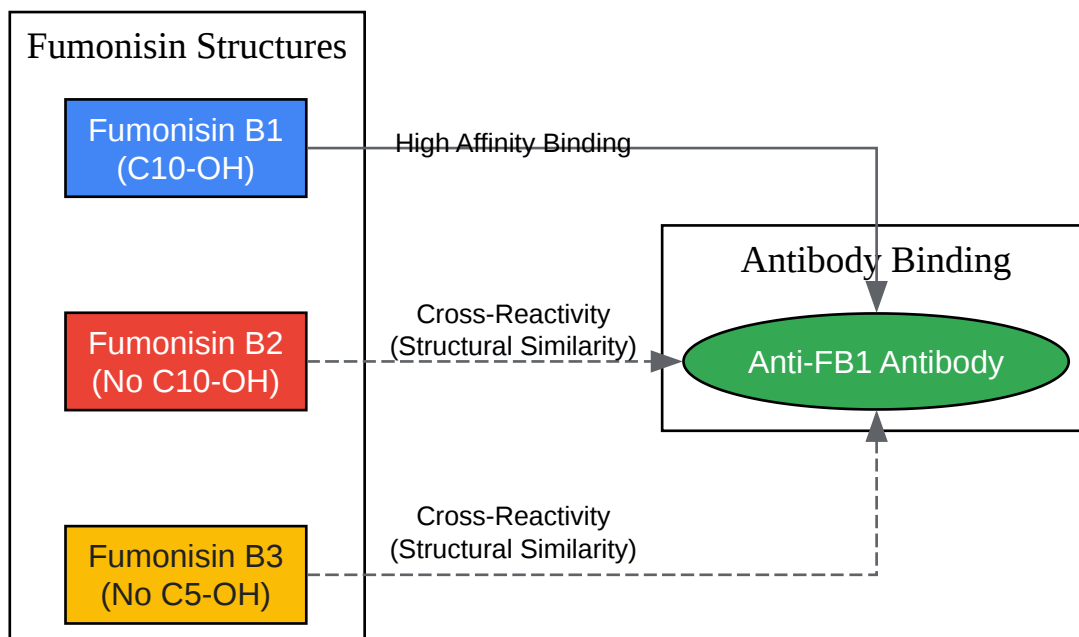 Fumonisin Structures
Fumonisin B1
(C10-OH)
High Affinity Binding
Antibody Binding
Fumonisin B2
(No C10-OH)
Cross-Reactivity
(Structural Similarity)
Anti-FB1 Antibody
Fumonisin B3
(No C5-OH)
Cross-Reactivity
(Structural Similarity)